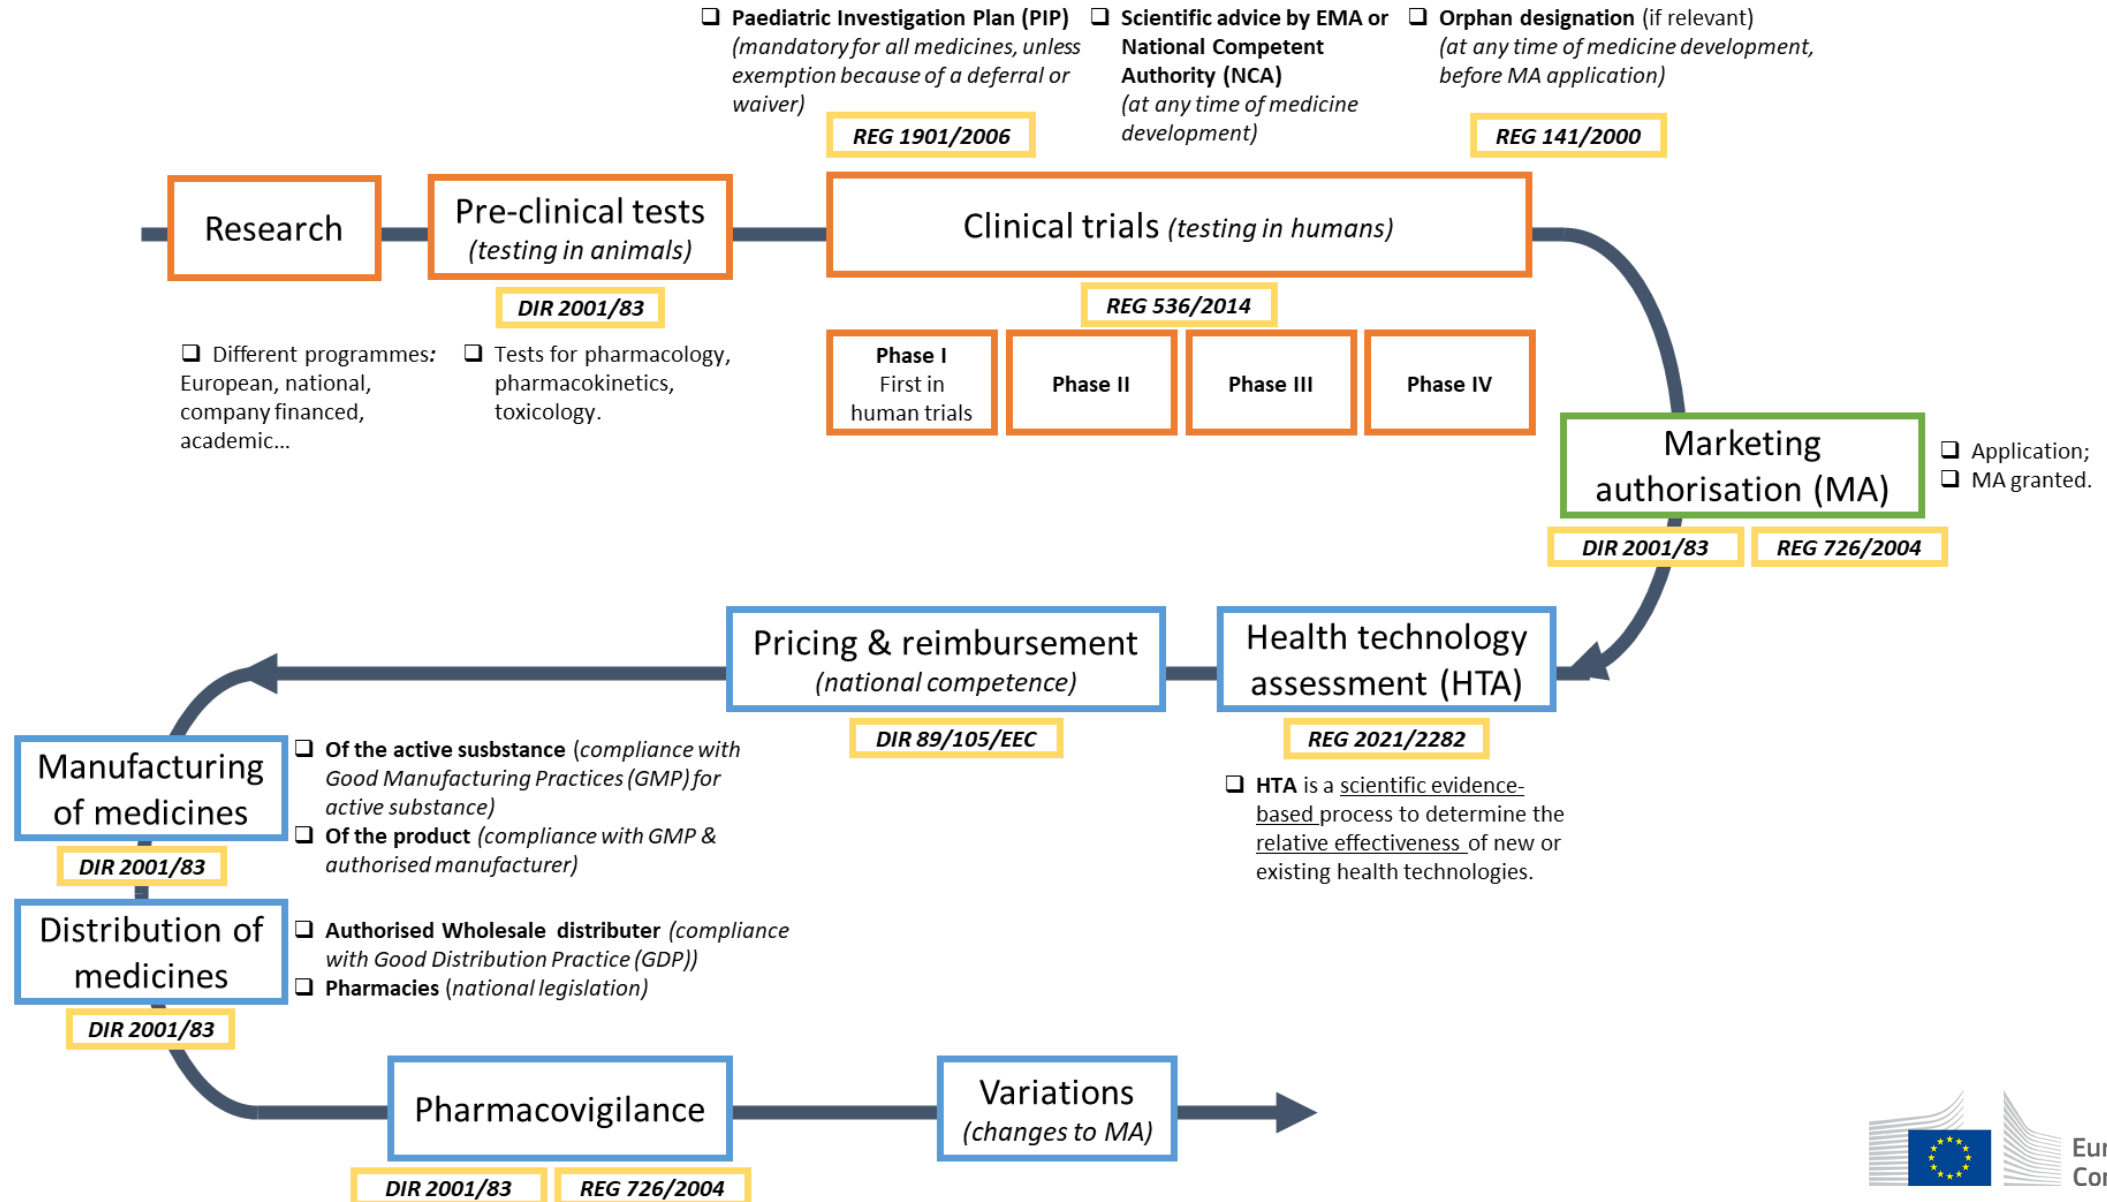 ❑ Paediatric Investigation Plan (PIP)
(mandatory for all medicines, unless
exemption because of a deferral or
waiver)
REG 1901/2006
❑ Scientific advice by EMA or
National Competent
Authority (NCA)
(at any time of medicine
development)
❑ Orphan designation (if relevant)
(at any time of medicine development,
before MA application)
REG 141/2000
Research
Pre-clinical tests
(testing in animals)
Clinical trials (testing in humans)
DIR 2001/83
REG 536/2014
❑ Different programmes:
European, national,
company financed,
academic...
❑ Tests for pharmacology,
pharmacokinetics,
toxicology.
Phase I
First in
human trials
Phase II
Phase III
Phase IV
Marketing
authorisation (MA)
❑ Application;
❑ MA granted.
DIR 2001/83
REG 726/2004
Health technology
assessment (HTA)
REG 2021/2282
❑ HTA is a scientific evidence-
based process to determine the
relative effectiveness of new or
existing health technologies.
Pricing & reimbursement
(national competence)
DIR 89/105/EEC
Manufacturing
of medicines
DIR 2001/83
❑ Of the active susbstance (compliance with
Good Manufacturing Practices (GMP) for
active substance)
❑ Of the product (compliance with GMP &
authorised manufacturer)
Distribution of
medicines
DIR 2001/83
❑ Authorised Wholesale distributer (compliance
with Good Distribution Practice (GDP))
❑ Pharmacies (national legislation)
Pharmacovigilance
DIR 2001/83
REG 726/2004
Variations
(changes to MA)
Eur
Cor